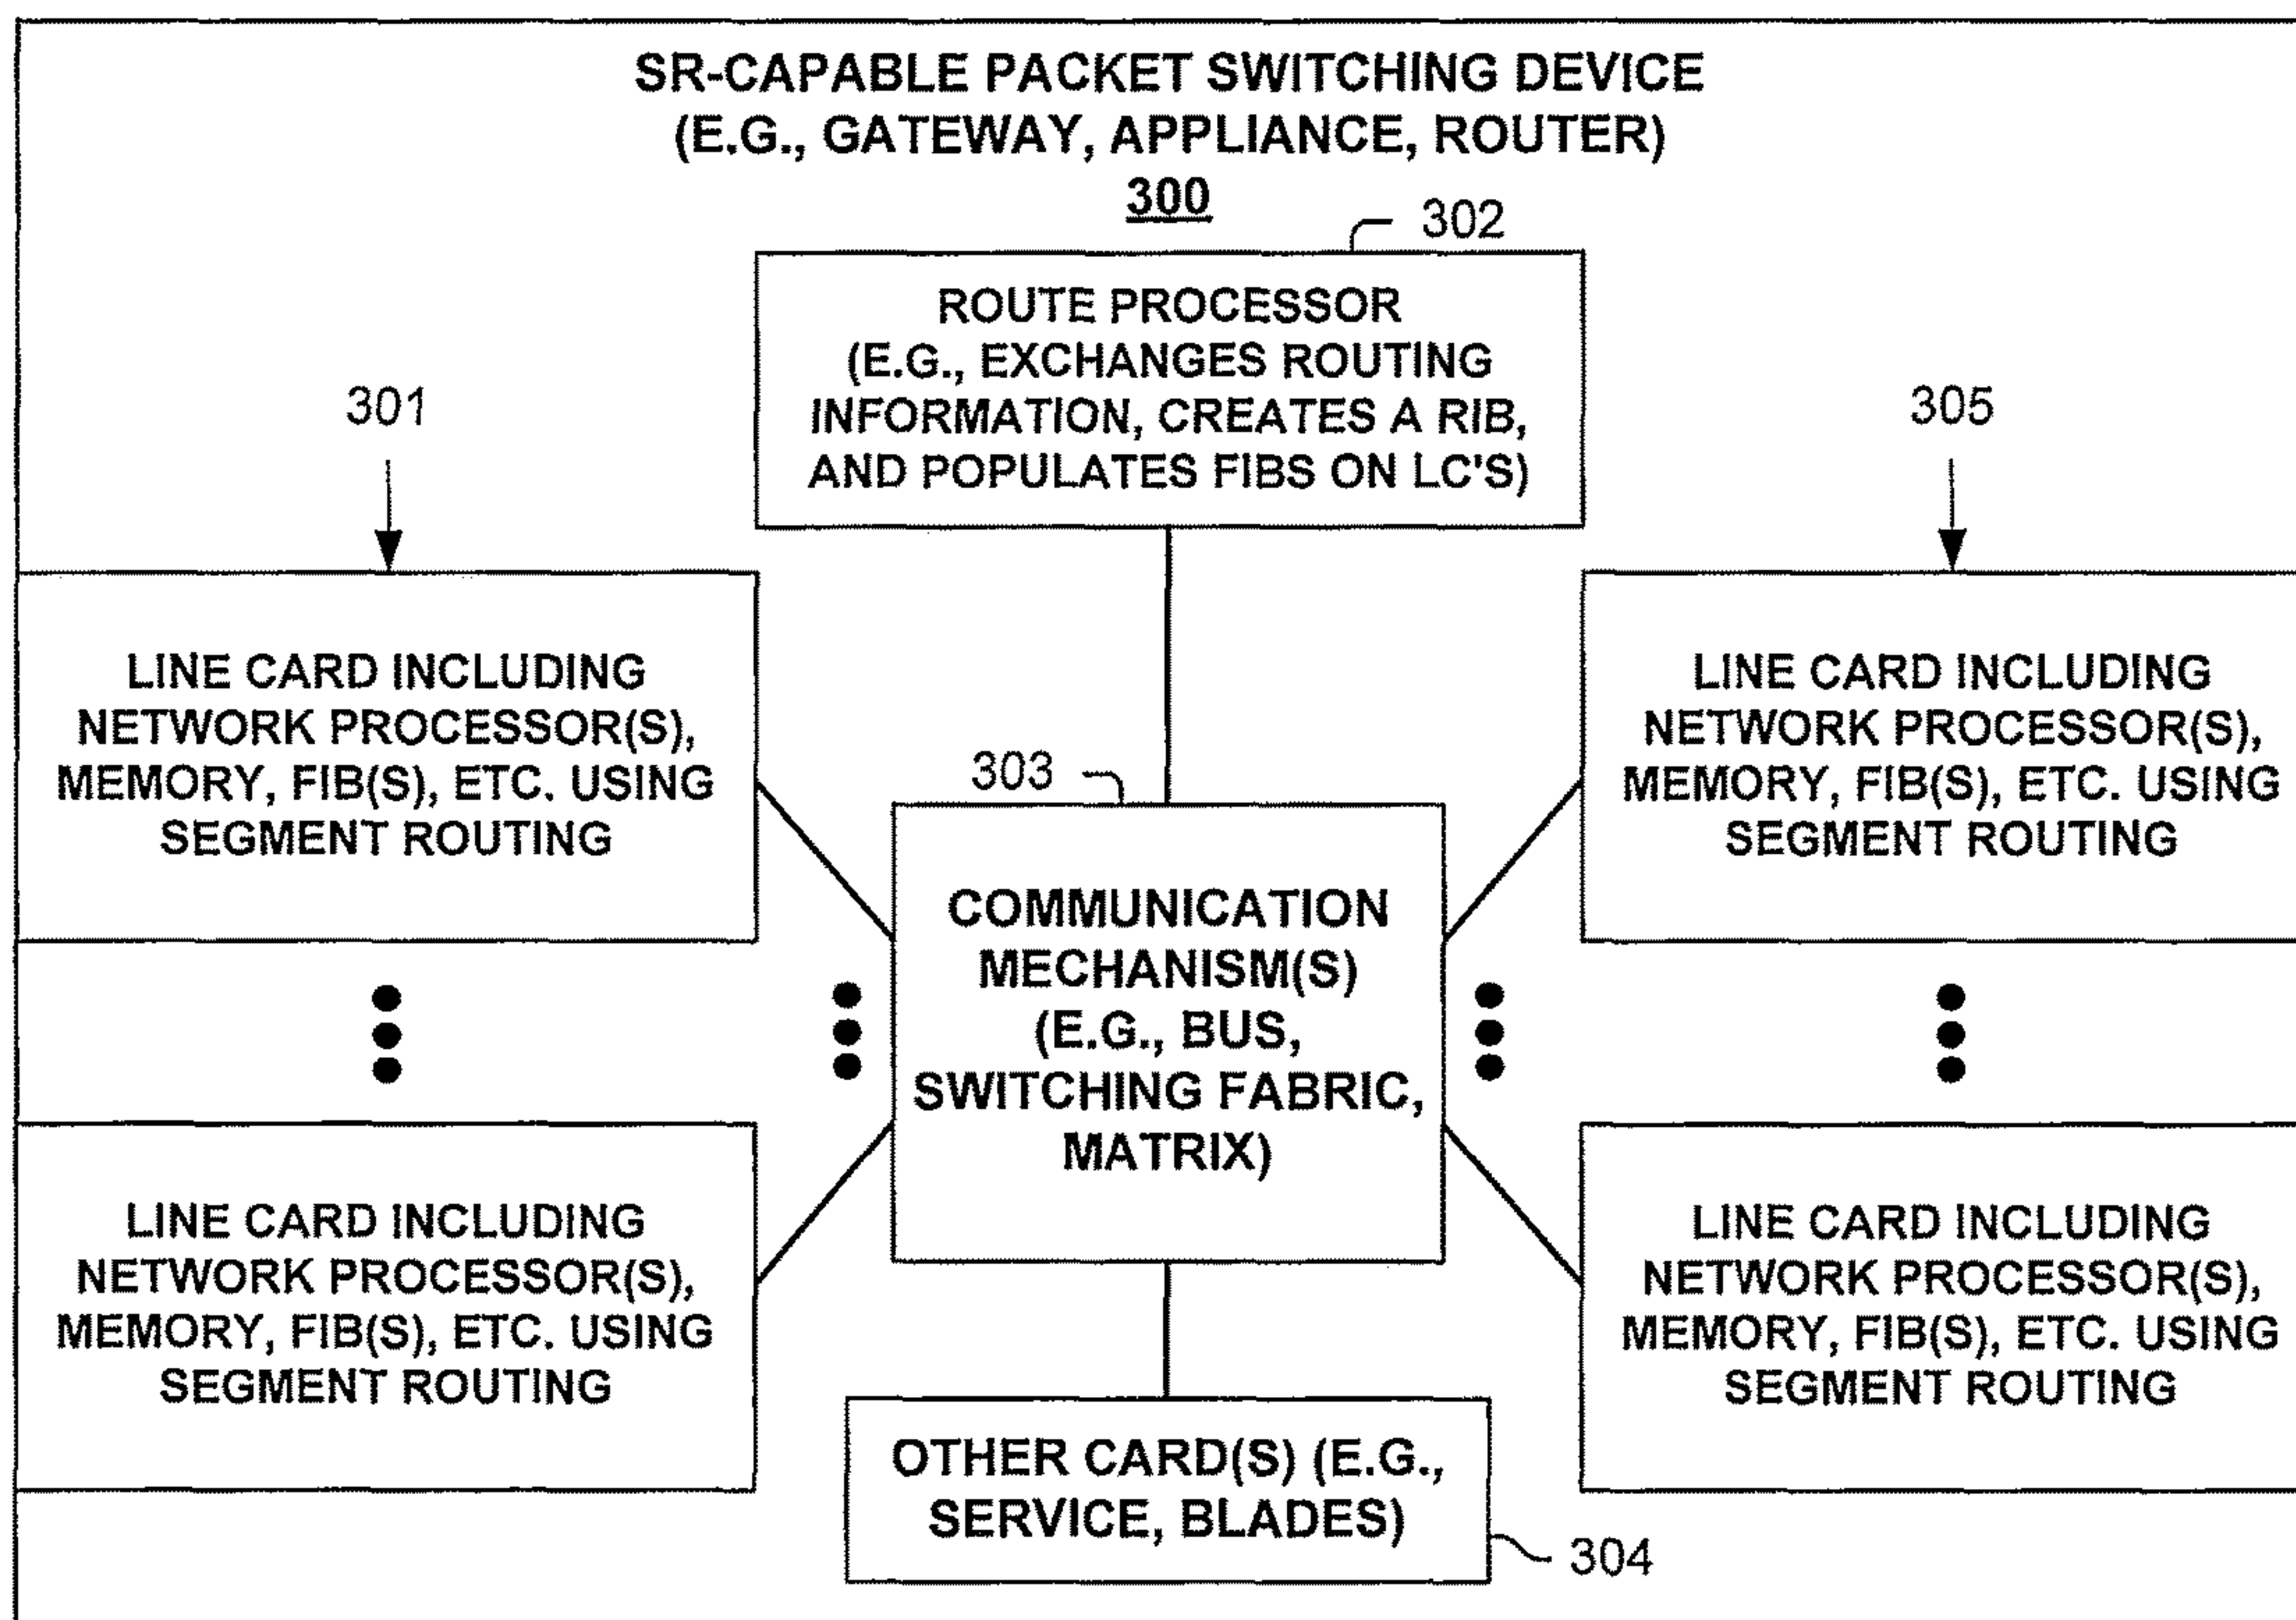 SR-CAPABLE PACKET SWITCHING DEVICE
(E.G., GATEWAY, APPLIANCE, ROUTER)
300
302
ROUTE PROCESSOR
(E.G., EXCHANGES ROUTING
INFORMATION, CREATES A RIB,
AND POPULATES FIBS ON LC'S)
301
305
LINE CARD INCLUDING
NETWORK PROCESSOR(S),
MEMORY, FIB(S), ETC. USING
SEGMENT ROUTING
LINE CARD INCLUDING
NETWORK PROCESSOR(S),
MEMORY, FIB(S), ETC. USING
SEGMENT ROUTING
303
COMMUNICATION
MECHANISM(S)
(E.G., BUS,
SWITCHING FABRIC,
MATRIX)
LINE CARD INCLUDING
NETWORK PROCESSOR(S),
MEMORY, FIB(S), ETC. USING
SEGMENT ROUTING
LINE CARD INCLUDING
NETWORK PROCESSOR(S),
MEMORY, FIB(S), ETC. USING
SEGMENT ROUTING
OTHER CARD(S) (E.G.,
SERVICE, BLADES)
304